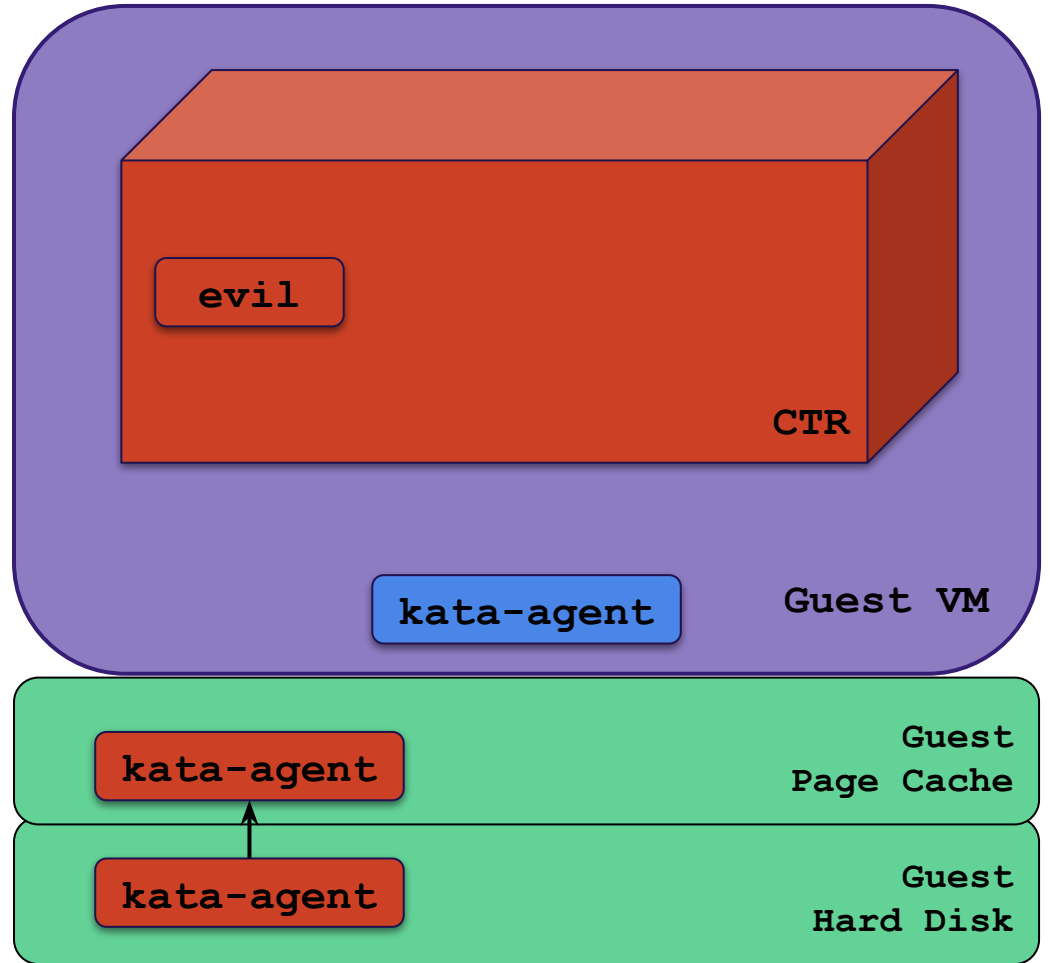 evil
CTR
kata-agent
Guest VM
kata-agent
Guest
Page Cache
kata-agent
Guest
Hard Disk